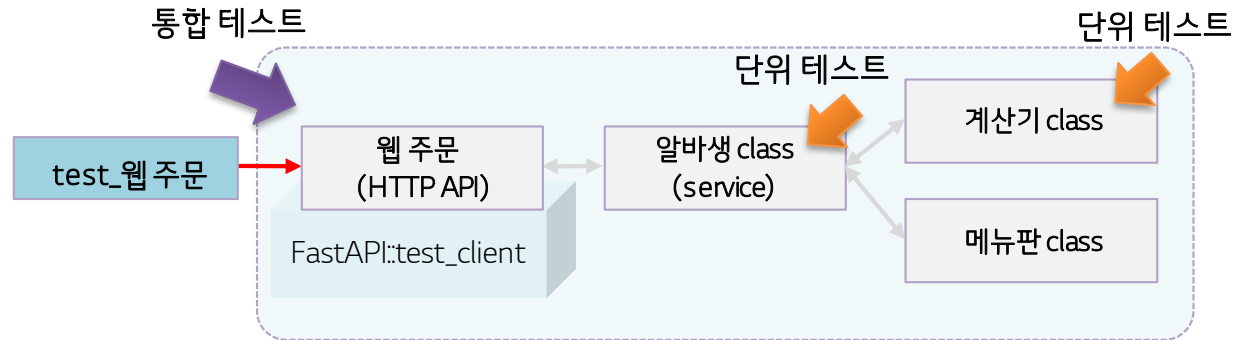 통합 테스트
단위 테스트
단위 테스트
test_웹 주문
웹 주문
(HTTP API)
FastAPI::test_client
알바생 class
(service)
계산기 class
메뉴판 class